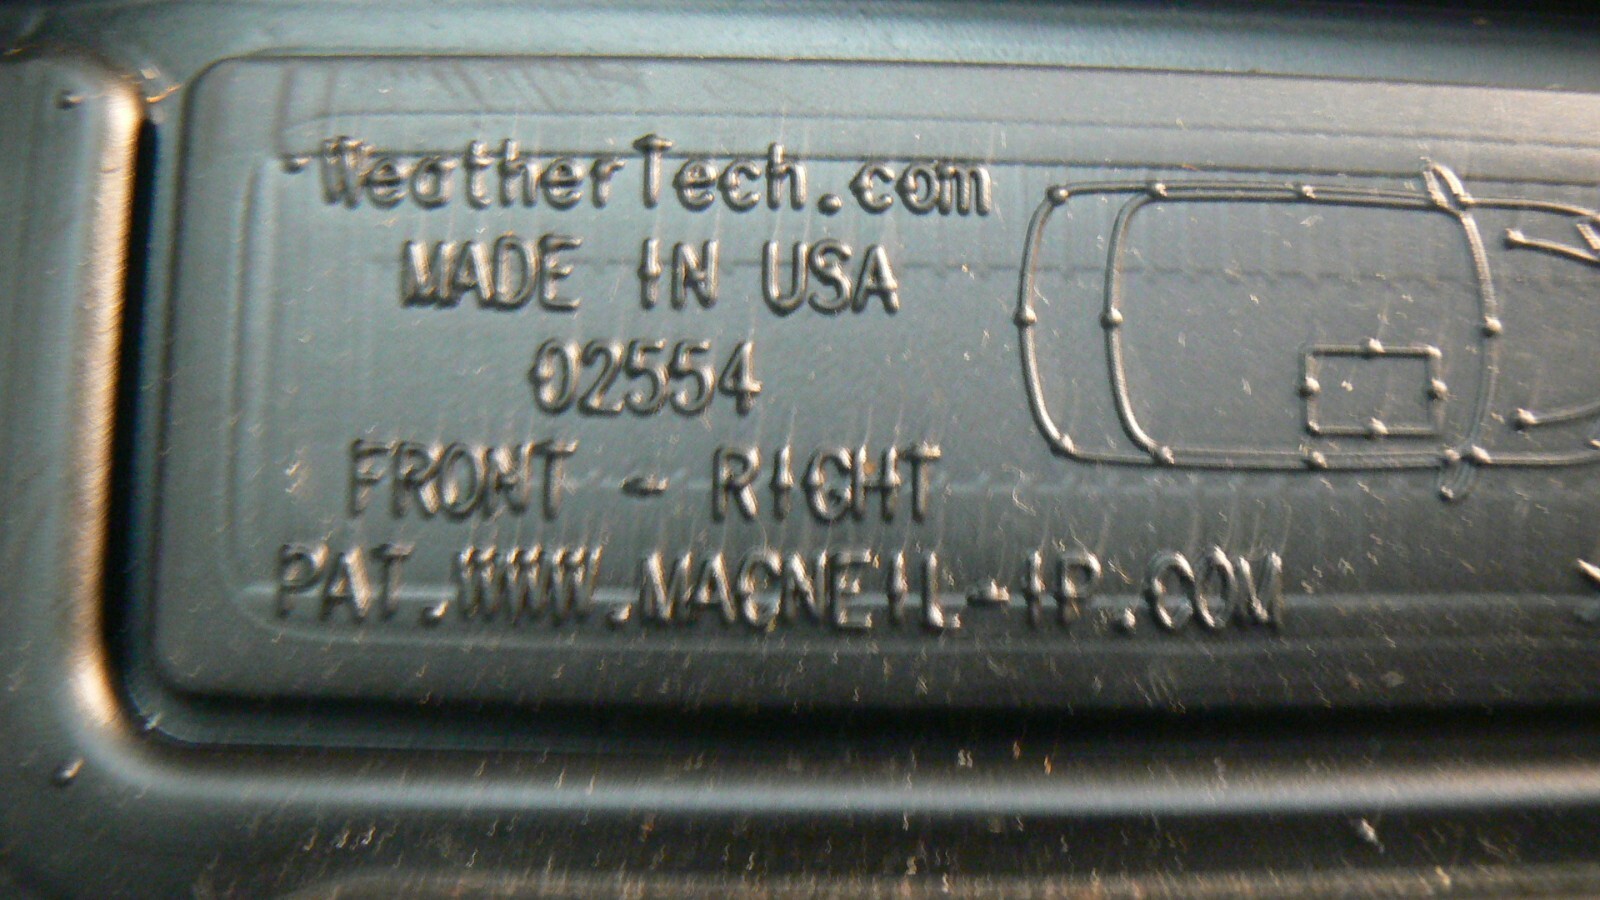 WeatherTech.com
MADE IN USA
02554
FRONT - RIGHT
PAT.WWW.MACNEIL-IP.COM